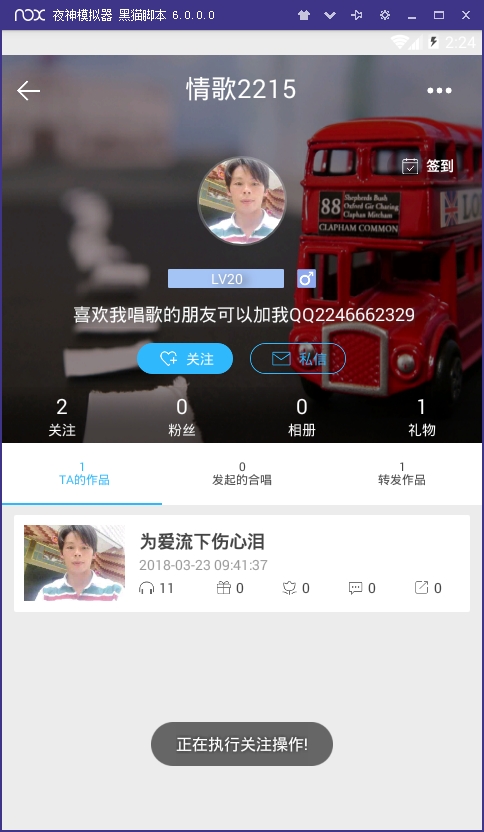 nox 夜神模拟器 黑猫脚本 6.0.0.0
2:24
情歌2215
签到
88
Shepherds Bush
Oxford Cir Charing
Clapham Mitcham
CLAPHAM COMMON
LO
LV20
喜欢我唱歌的朋友可以加我QQ2246662329
关注 私信
2 0 0 1
关注 粉丝 相册 礼物
1 0 1
TA的作品 发起的合唱 转发作品
为爱流下伤心泪
2018-03-23 09:41:37
11 0 0 0 0
正在执行关注操作!